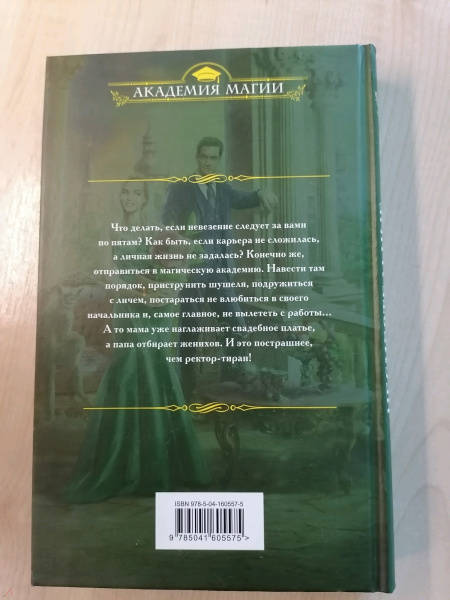 АКАДЕМИЯ МАГИИ
Что делать, если невезение следует за вами
по пятам? Как быть, если карьера не сложилась,
а личная жизнь не задалась? Конечно же,
отправиться в магическую академию. Навести там
порядок, приструнить шушеля, подружиться
с личем, постараться не влюбиться в своего
начальника и, самое главное, не вылететь с работы...
А то мама уже наглаживает свадебное платье,
а папа отбирает женихов. И это пострашнее,
чем ректор-тиран!
ISBN 978-5-04-160557-5
9 785041 605575 >